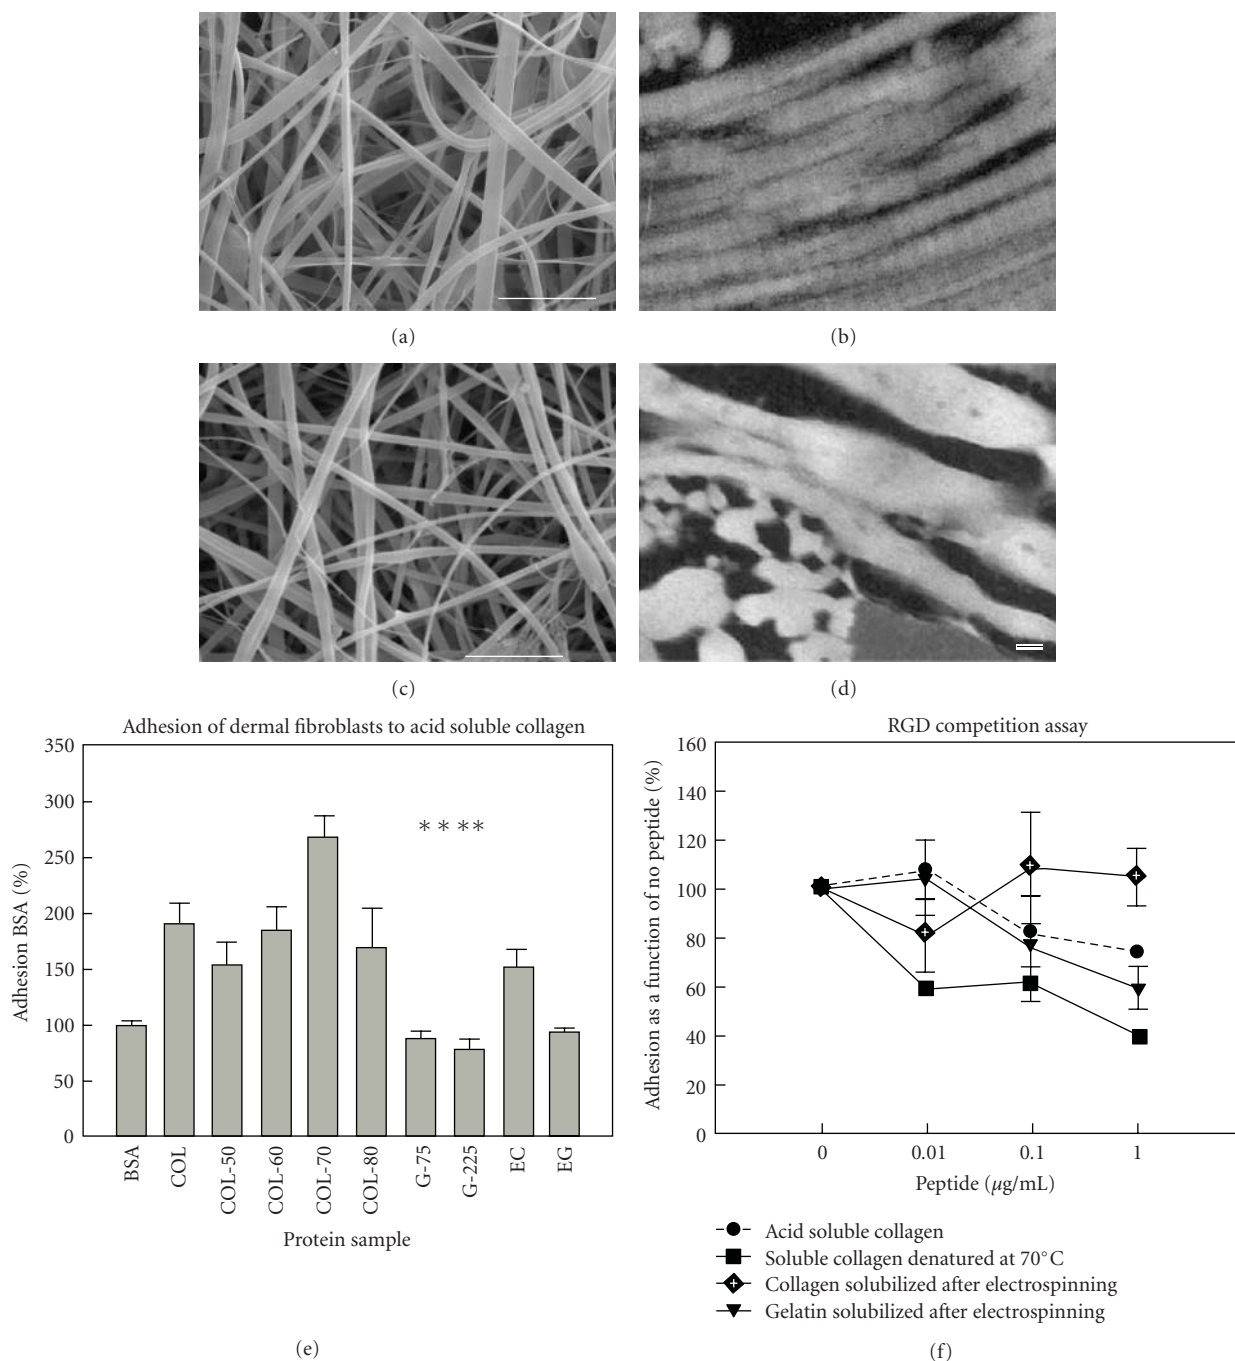 (a)
(b)
(c)
(d)
Adhesion of dermal fibroblasts to acid soluble collagen
350
300
250
200
150
100
50
0
Adhesion BSA (%)
∗ ∗ ∗∗
BSA
COL
COL-50
COL-60
COL-70
COL-80
G-75
G-225
EC
EG
Protein sample
(e)
RGD competition assay
160
140
120
100
80
60
40
20
0
Adhesion as a function of no peptide (%)
0 0.01 0.1 1
Peptide (μg/mL)
Acid soluble collagen
Soluble collagen denatured at 70°C
Collagen solubilized after electrospinning
Gelatin solubilized after electrospinning
(f)